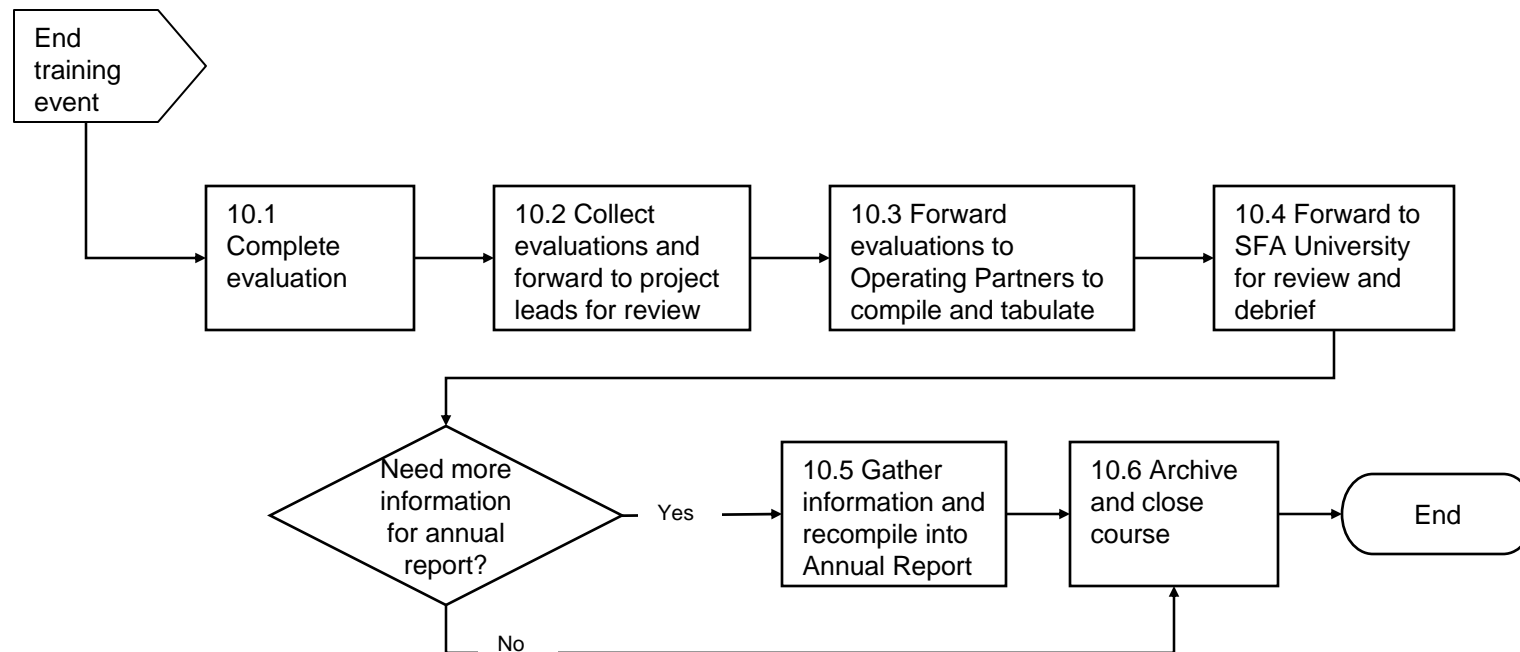 End
training
event
10.1
Complete
evaluation
10.2 Collect
evaluations and
forward to project
leads for review
10.3 Forward
evaluations to
Operating Partners to
compile and tabulate
10.4 Forward to
SFA University
for review and
debrief
Need more
information
for annual
report?
Yes
10.5 Gather
information and
recompile into
Annual Report
10.6 Archive
and close
course
End
No